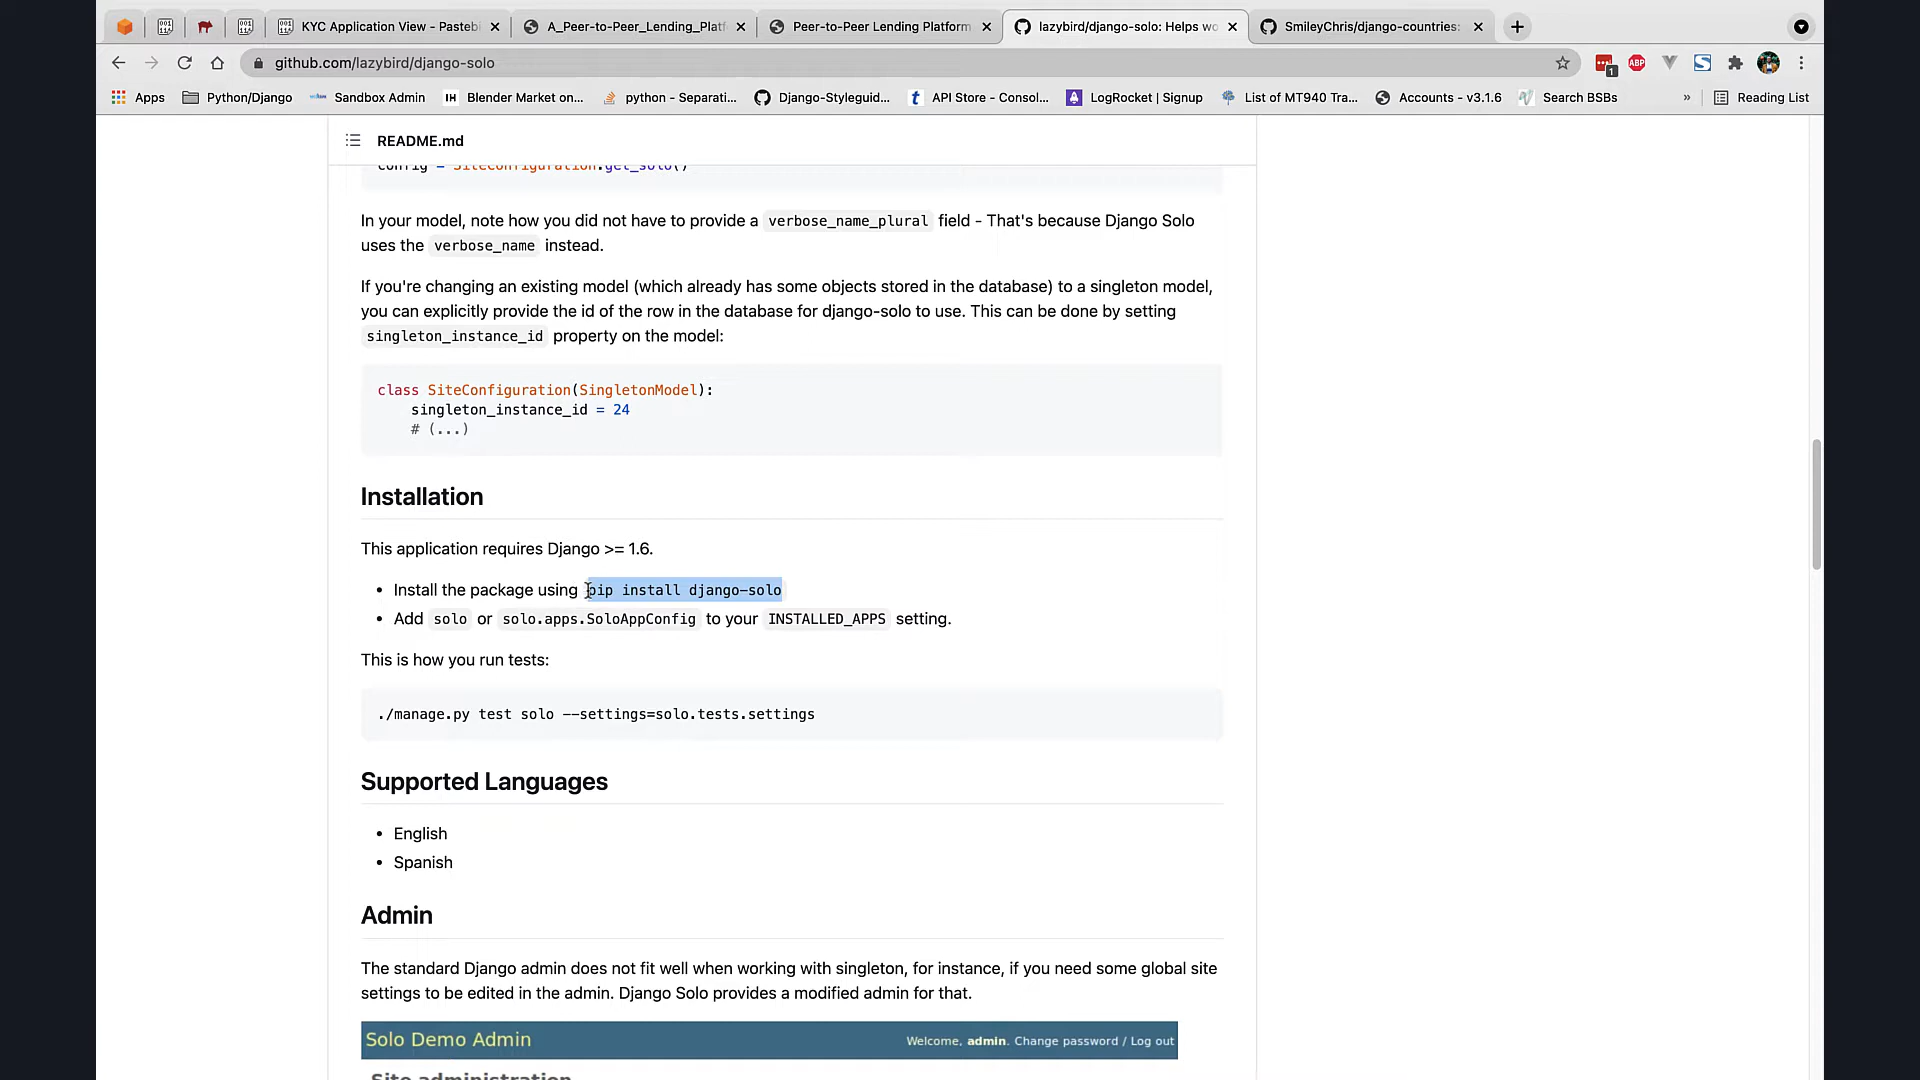 KYC Application View - Pastebi
A_Peer-to-Peer_Lending_Platf
Peer-to-Peer Lending Platform
lazybird/django-solo: Helps wo
SmileyChris/django-countries:
github.com/lazybird/django-solo
1
ABP
Apps
Python/Django
Sandbox Admin
IH Blender Market on...
python - Separati...
Django-Styleguid...
API Store - Consol...
LogRocket | Signup
List of MT940 Tra...
Accounts - v3.1.6
Search BSBs
»
Reading List
README.md
config = SiteConfiguration.get_solo()
In your model, note how you did not have to provide a verbose_name_plural field - That's because Django Solo
uses the verbose_name instead.
If you're changing an existing model (which already has some objects stored in the database) to a singleton model,
you can explicitly provide the id of the row in the database for django-solo to use. This can be done by setting
singleton_instance_id property on the model:
class SiteConfiguration(SingletonModel):
singleton_instance_id = 24
# (...)
Installation
This application requires Django >= 1.6.
• Install the package using pip install django-solo
• Add solo or solo.apps.SoloAppConfig to your INSTALLED_APPS setting.
This is how you run tests:
./manage.py test solo --settings=solo.tests.settings
Supported Languages
• English
• Spanish
Admin
The standard Django admin does not fit well when working with singleton, for instance, if you need some global site
settings to be edited in the admin. Django Solo provides a modified admin for that.
Solo Demo Admin
Welcome, admin. Change password / Log out
Site administration